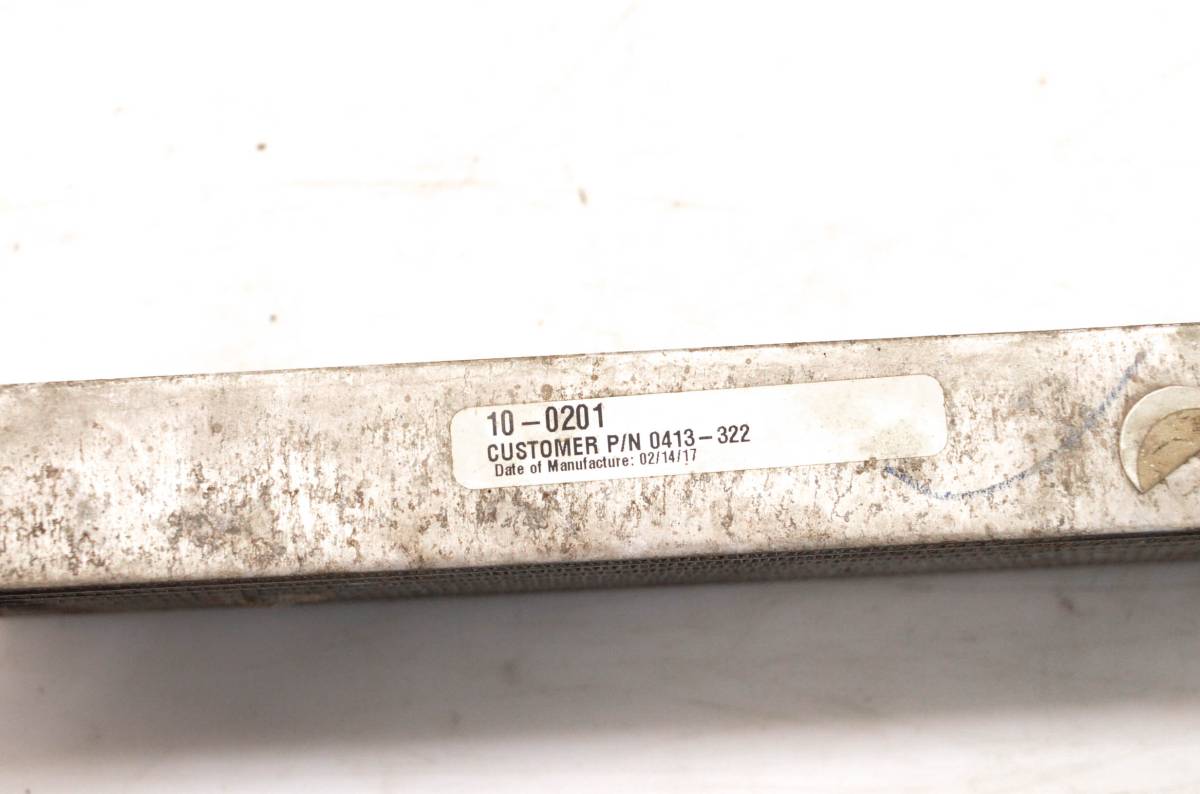 10-0201
CUSTOMER P/N 0413-322
Date of Manufacture: 02/14/17